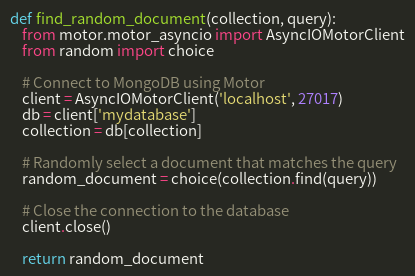 def find_random_document(collection, query):
from motor.motor_asyncio import AsyncIOMotorClient
from random import choice
# Connect to MongoDB using Motor
client = AsyncIOMotorClient('localhost', 27017)
db = client['mydatabase']
collection = db[collection]
# Randomly select a document that matches the query
random_document = choice(collection.find(query))
# Close the connection to the database
client.close()
return random_document